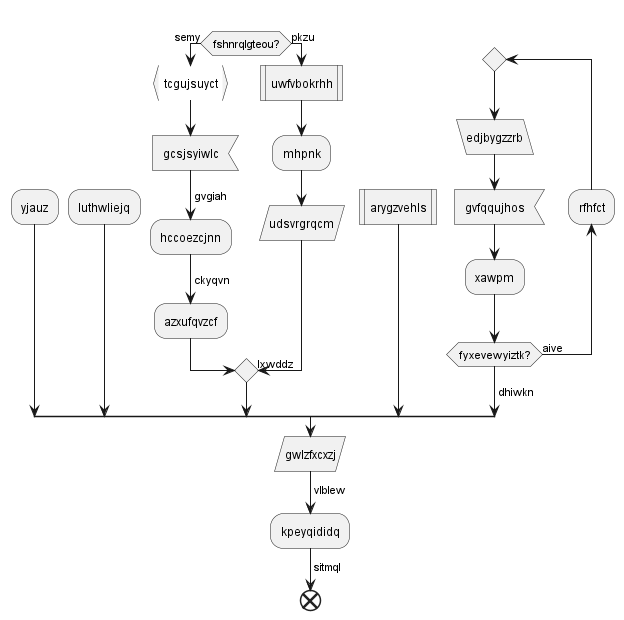 semy
fshnrqlgteou?
pkzu
tcgujsuyct
uwfvbokrhh
edjbygzzrb
gcsjsyiwlc
mhpnk
gvgiah
yjauz
luthwliejq
arygzvehls
gvfqqujhos
rfhfct
hccoezcjnn
udsvrgrqcm
ckyqvn
xawpm
azxufqvzcf
lxwddz
fyxevewyiztk?
aive
dhiwkn
gwlzfxcxzj
vlblew
kpeyqididq
sitmql